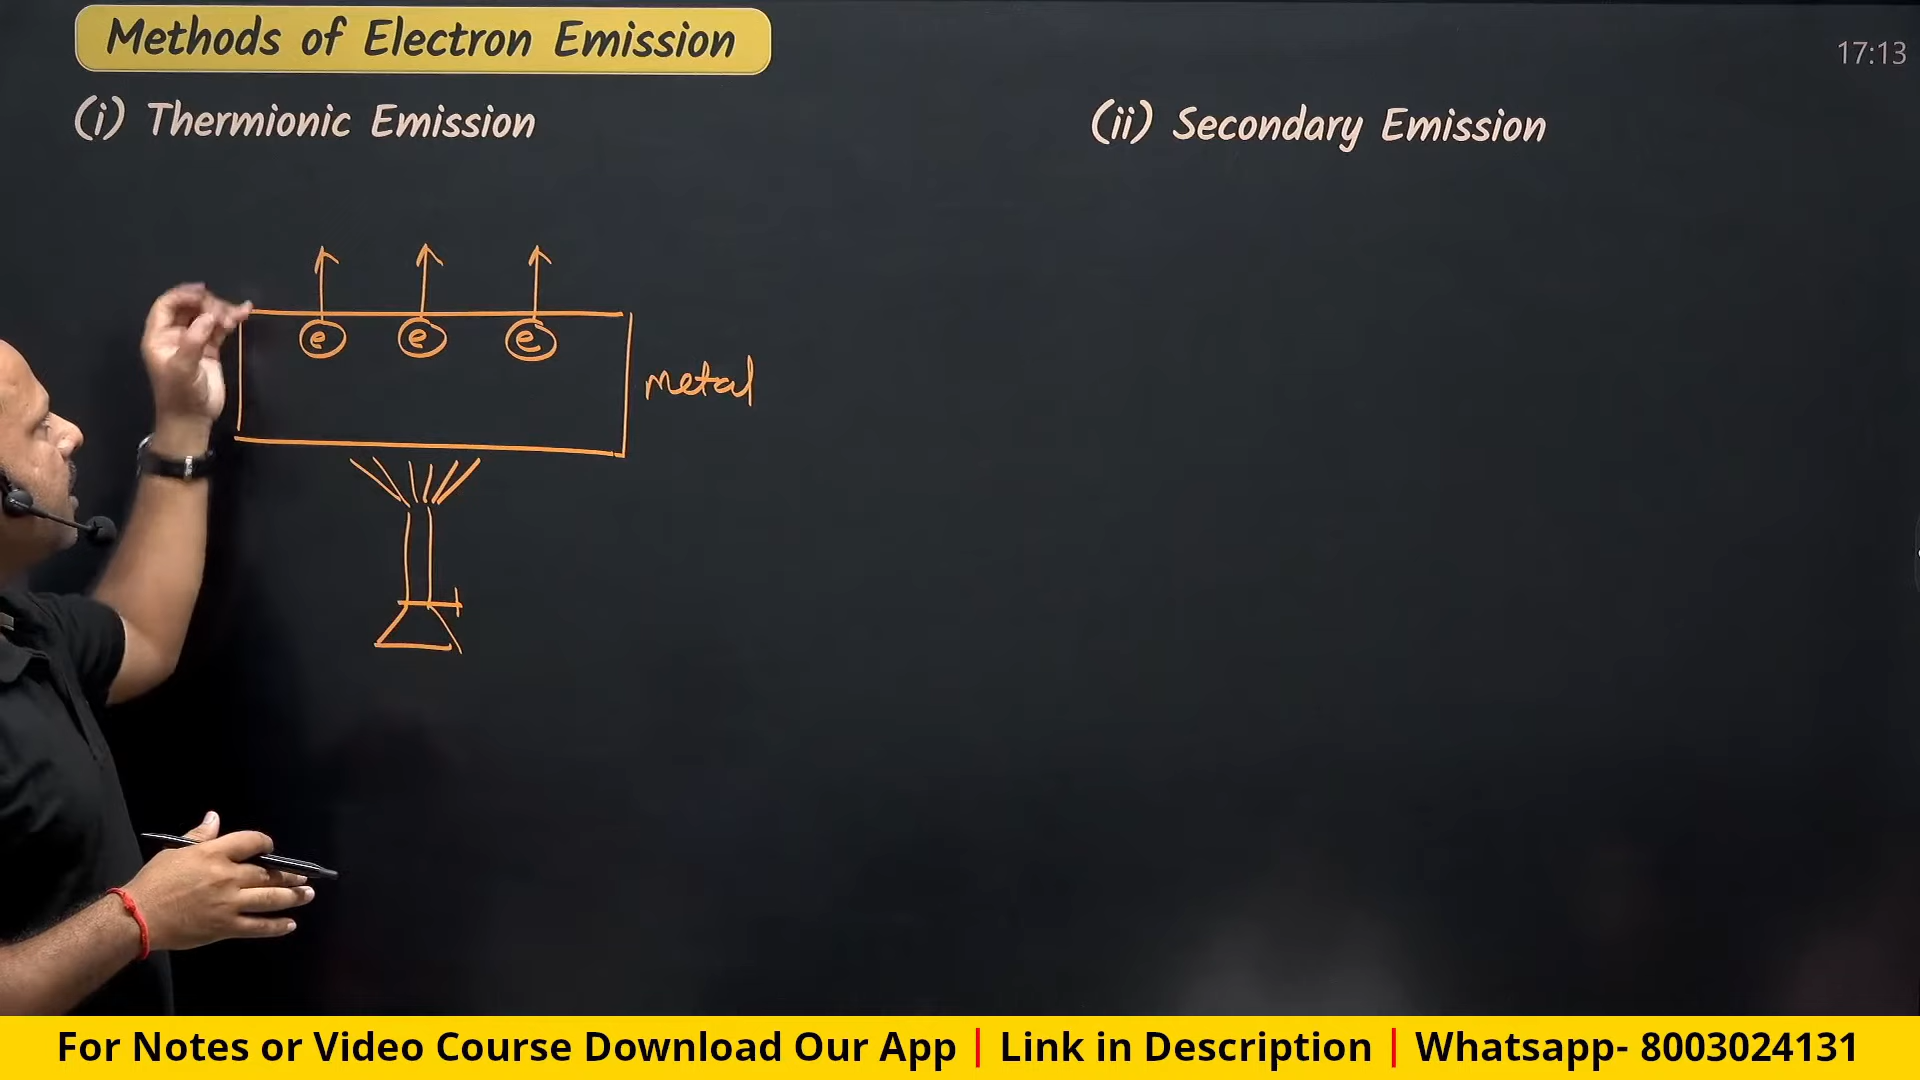 Methods of Electron Emission
17:13
(i) Thermionic Emission
(ii) Secondary Emission
e e e
metal
For Notes or Video Course Download Our App | Link in Description | Whatsapp- 8003024131